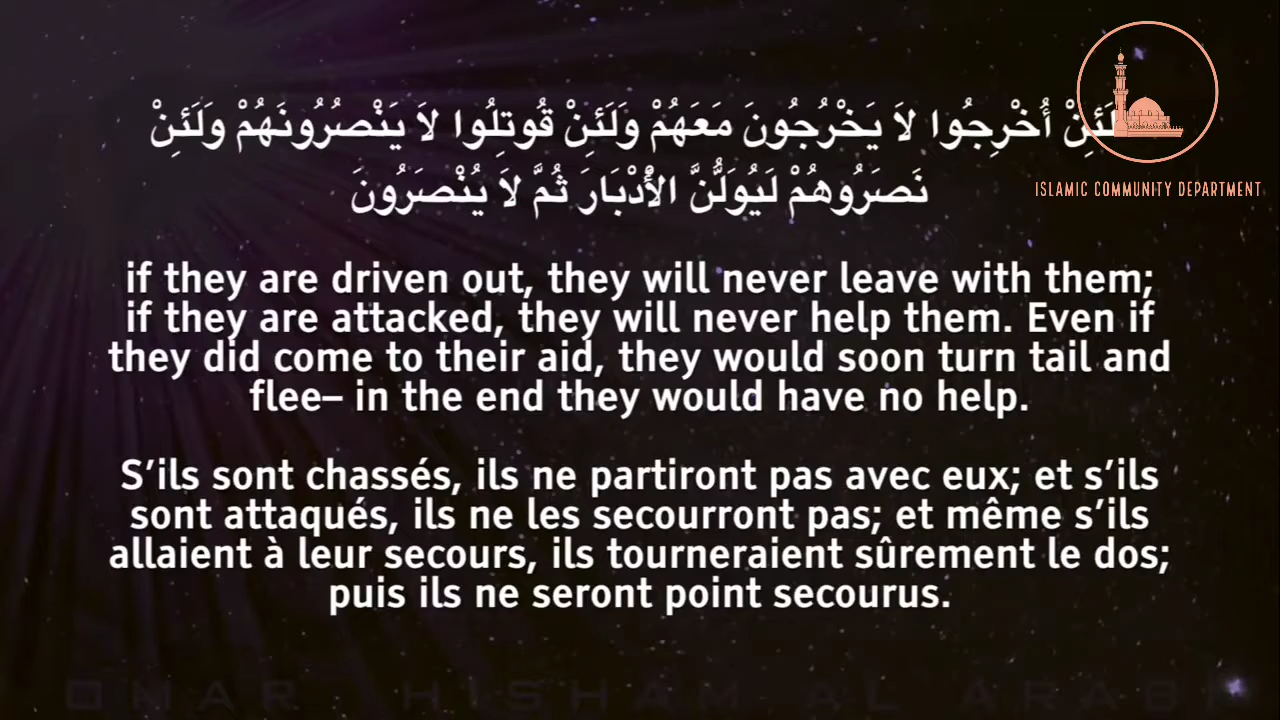 لَئِنْ أُخْرِجُوا لاَ يَخْرُجُونَ مَعَهُمْ وَلَئِنْ قُوتِلُوا لاَ يَنْصُرُونَهُمْ وَلَئِنْ
نَصَرُوهُمْ لَيُوَلُّنَّ الأَدْبَارَ ثُمَّ لاَ يُنْصَرُونَ
ISLAMIC COMMUNITY DEPARTMENT
if they are driven out, they will never leave with them;
if they are attacked, they will never help them. Even if
they did come to their aid, they would soon turn tail and
flee– in the end they would have no help.
S’ils sont chassés, ils ne partiront pas avec eux; et s’ils
sont attaqués, ils ne les secourront pas; et même s’ils
allaient à leur secours, ils tourneraient sûrement le dos;
puis ils ne seront point secourus.
OMAR HISHAM AL ARABI